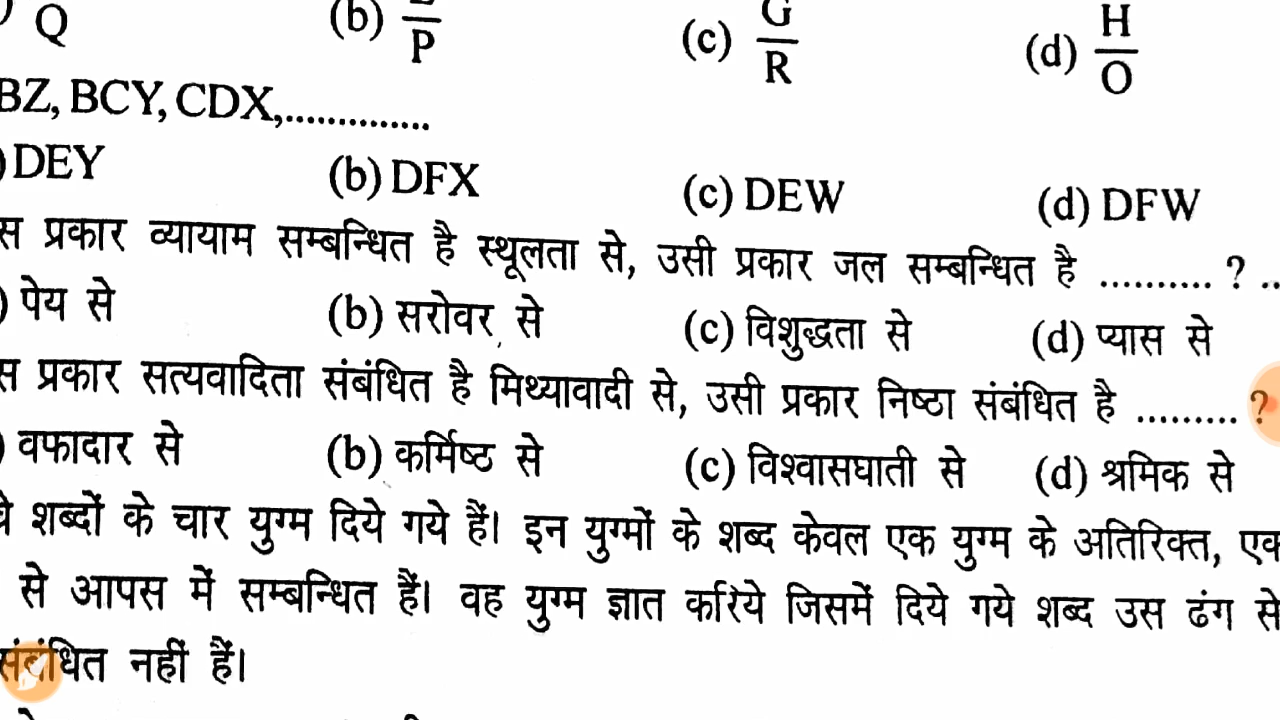 Q (b) P (c) G/R (d) H/O
BZ, BCY, CDX,..............
)DEY (b) DFX (c) DEW (d) DFW
स प्रकार व्यायाम सम्बन्धित है स्थूलता से, उसी प्रकार जल सम्बन्धित है .......... ? ..
) पेय से (b) सरोवर से (c) विशुद्धता से (d) प्यास से
स प्रकार सत्यवादिता संबंधित है मिथ्यावादी से, उसी प्रकार निष्ठा संबंधित है ......... ?
) वफादार से (b) कर्मिष्ठ से (c) विश्वासघाती से (d) श्रमिक से
शब्दों के चार युग्म दिये गये हैं। इन युग्मों के शब्द केवल एक युग्म के अतिरिक्त, एक
से आपस में सम्बन्धित हैं। वह युग्म ज्ञात करिये जिसमें दिये गये शब्द उस ढंग से
संबंधित नहीं हैं।